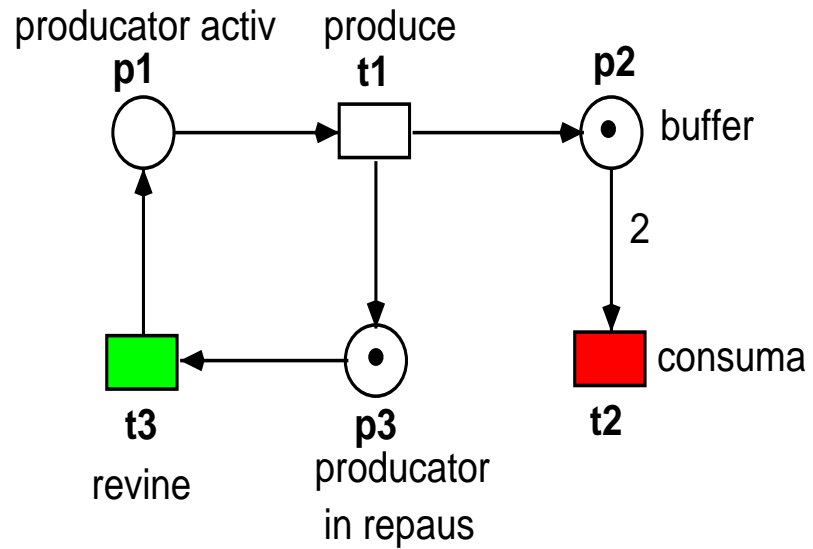 producator activ
p1
produce
t1
p2
buffer
2
consuma
t3
revine
p3
producator
in repaus
t2